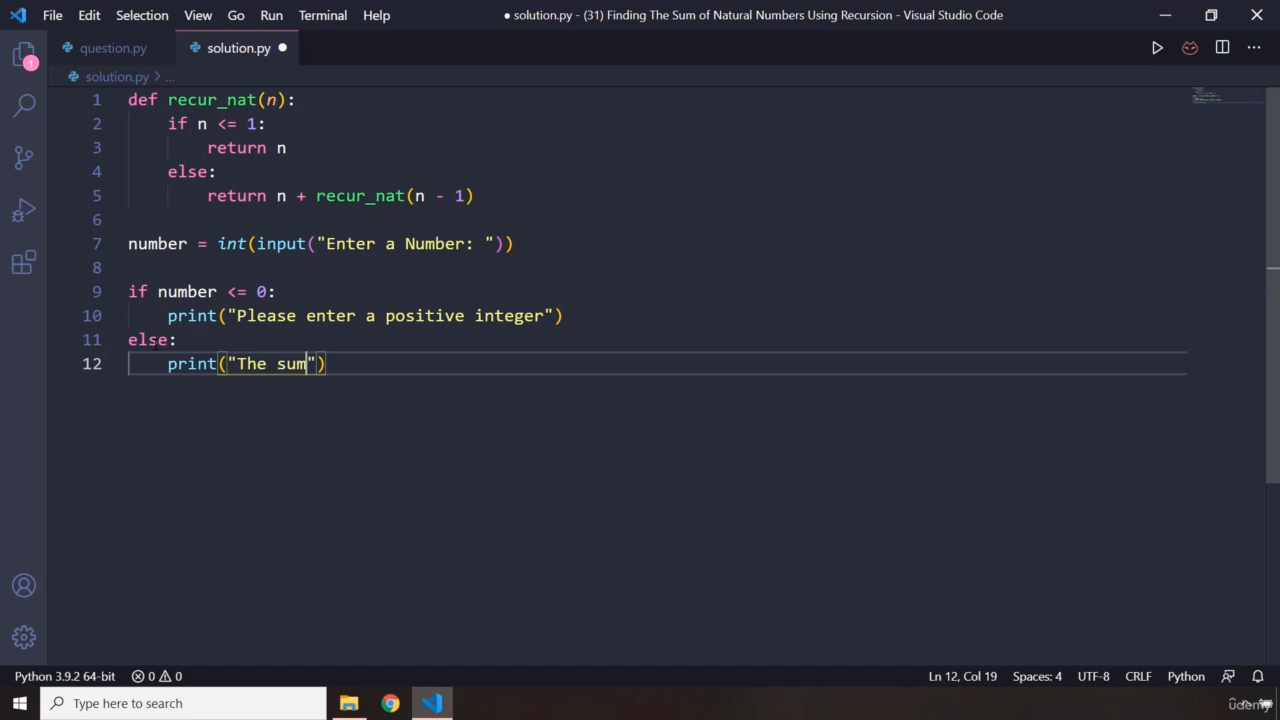 File Edit Selection View Go Run Terminal Help
● solution.py - (31) Finding The Sum of Natural Numbers Using Recursion - Visual Studio Code
question.py
solution.py
1
solution.py > ...
1 def recur_nat(n):
2 if n <= 1:
3 return n
4 else:
5 return n + recur_nat(n - 1)
6
7 number = int(input("Enter a Number: "))
8
9 if number <= 0:
10 print("Please enter a positive integer")
11 else:
12 print("The sum")
Python 3.9.2 64-bit 0 0 Ln 12, Col 19 Spaces: 4 UTF-8 CRLF Python
Type here to search
Udemy